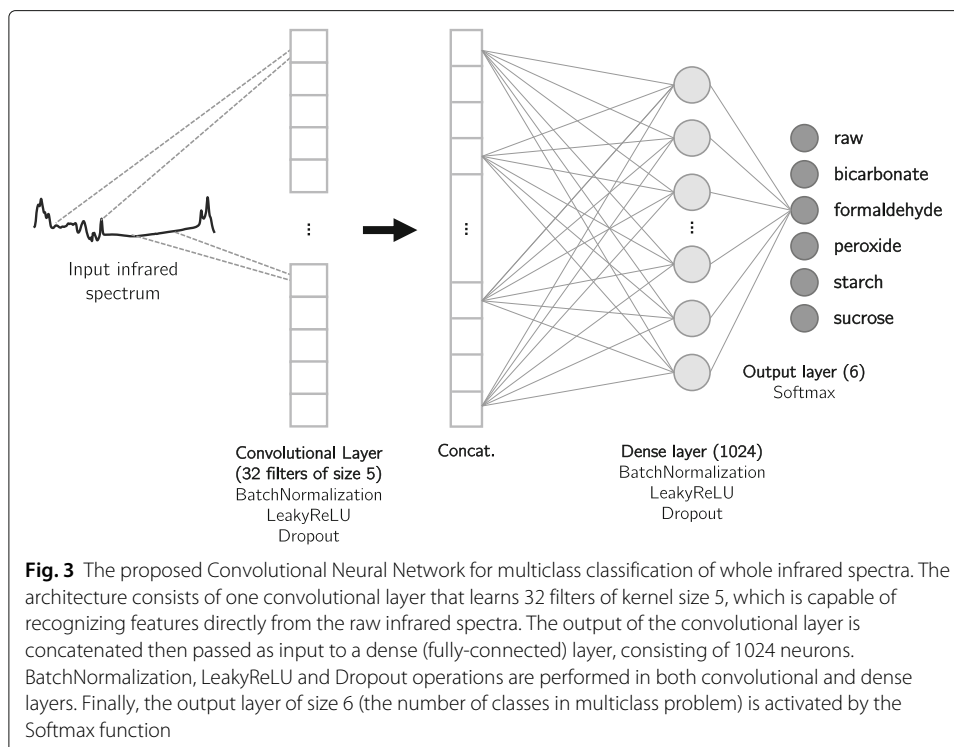 Input infrared
spectrum
...
Convolutional Layer
(32 filters of size 5)
BatchNormalization
LeakyReLU
Dropout
...
Concat.
...
Dense layer (1024)
BatchNormalization
LeakyReLU
Dropout
raw
bicarbonate
formaldehyde
peroxide
starch
sucrose
Output layer (6)
Softmax
Fig. 3 The proposed Convolutional Neural Network for multiclass classification of whole infrared spectra. The
architecture consists of one convolutional layer that learns 32 filters of kernel size 5, which is capable of
recognizing features directly from the raw infrared spectra. The output of the convolutional layer is
concatenated then passed as input to a dense (fully-connected) layer, consisting of 1024 neurons.
BatchNormalization, LeakyReLU and Dropout operations are performed in both convolutional and dense
layers. Finally, the output layer of size 6 (the number of classes in multiclass problem) is activated by the
Softmax function